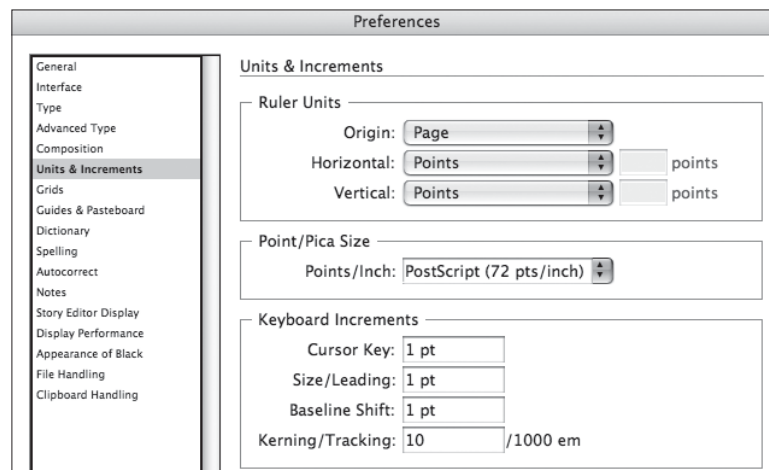 Preferences
General
Interface
Type
Advanced Type
Composition
Units & Increments
Grids
Guides & Pasteboard
Dictionary
Spelling
Autocorrect
Notes
Story Editor Display
Display Performance
Appearance of Black
File Handling
Clipboard Handling
Units & Increments
Ruler Units
Origin: Page
Horizontal: Points points
Vertical: Points points
Point/Pica Size
Points/Inch: PostScript (72 pts/inch)
Keyboard Increments
Cursor Key: 1 pt
Size/Leading: 1 pt
Baseline Shift: 1 pt
Kerning/Tracking: 10 /1000 em